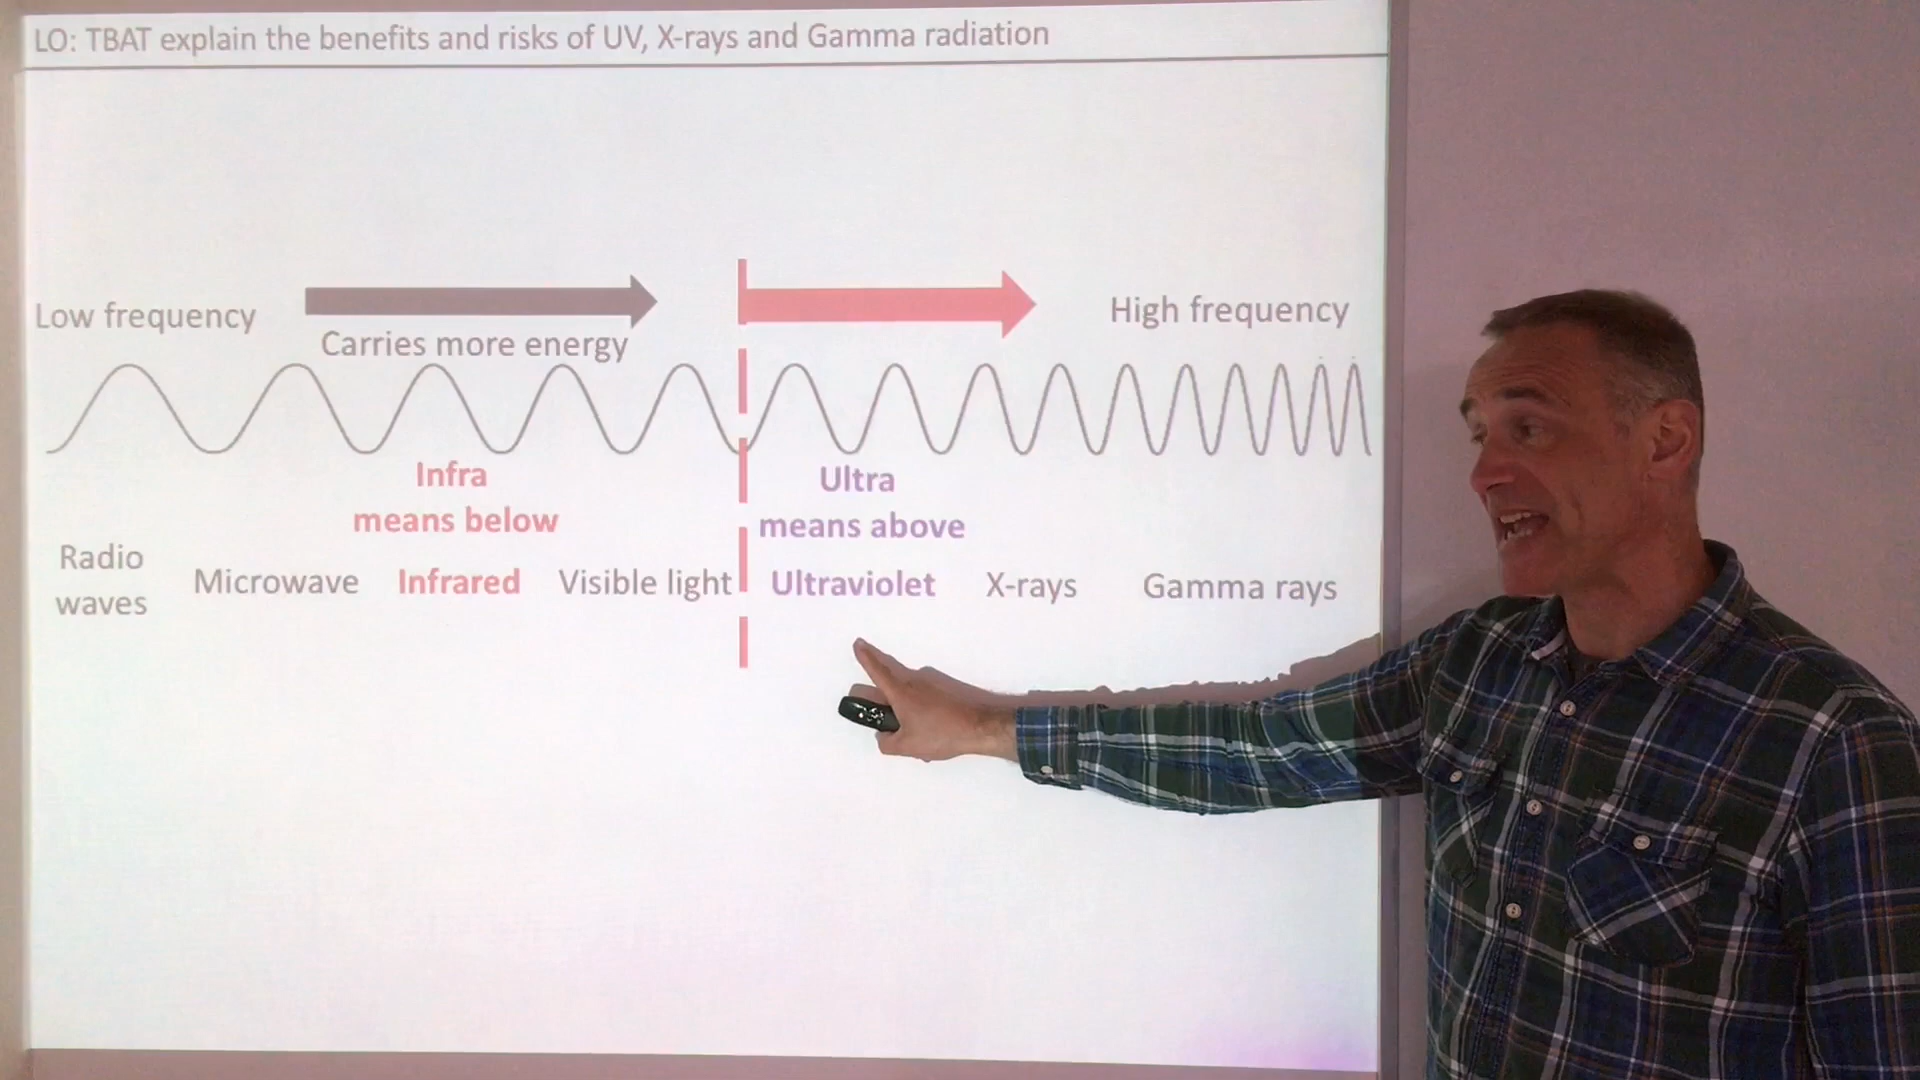 LO: TBAT explain the benefits and risks of UV, X-rays and Gamma radiation
Low frequency
Carries more energy
High frequency
Infra
means below
Ultra
means above
Radio
waves
Microwave
Infrared
Visible light
Ultraviolet
X-rays
Gamma rays